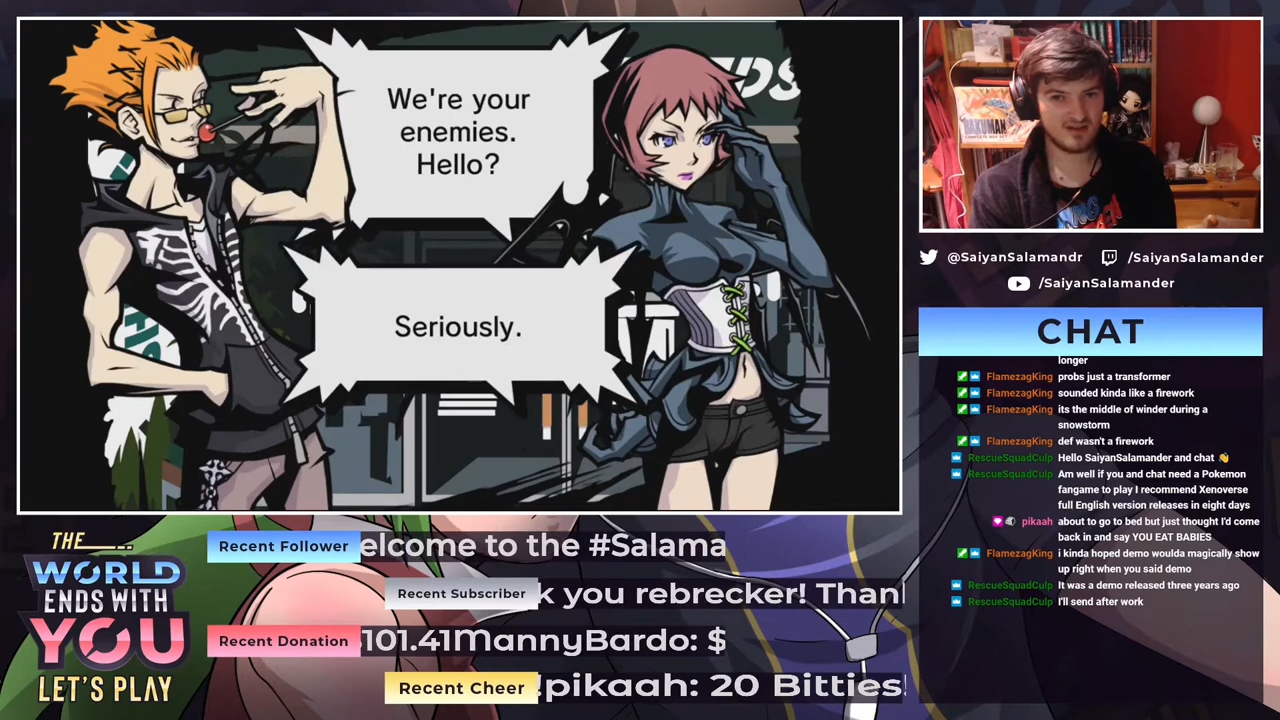 We're your
enemies.
Hello?
Seriously.
@SaiyanSalamandr
/SaiyanSalamander
/SaiyanSalamander
CHAT
longer
FlamezagKing probs just a transformer
FlamezagKing sounded kinda like a firework
FlamezagKing its the middle of winder during a
snowstorm
FlamezagKing def wasn't a firework
RescueSquadCulp Hello SaiyanSalamander and chat 👋
RescueSquadCulp Am well if you and chat need a Pokemon
fangame to play I recommend Xenoverse
full English version releases in eight days
pikaah about to go to bed but just thought I'd come
back in and say YOU EAT BABIES
FlamezagKing i kinda hoped demo woulda magically show
up right when you said demo
RescueSquadCulp It was a demo released three years ago
RescueSquadCulp I'll send after work
THE
WORLD
ENDS WITH
YOU
LET'S PLAY
Recent Follower
elcome to the #Salama
Recent Subscriber
k you rebrecker! Than
Recent Donation
101.41MannyBardo: $
Recent Cheer
!pikaah: 20 Bitties!
BAKUMAN